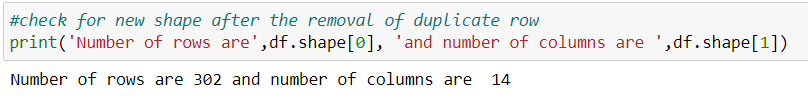 #check for new shape after the removal of duplicate row
print('Number of rows are',df.shape[0], 'and number of columns are ',df.shape[1])
Number of rows are 302 and number of columns are  14